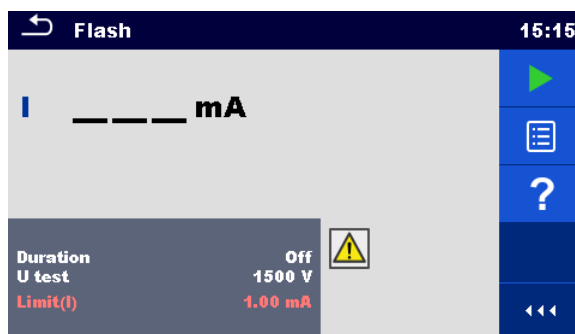 Flash 15:15
I ___ mA
?
Duration Off
U test 1500 V
Limit(I) 1.00 mA